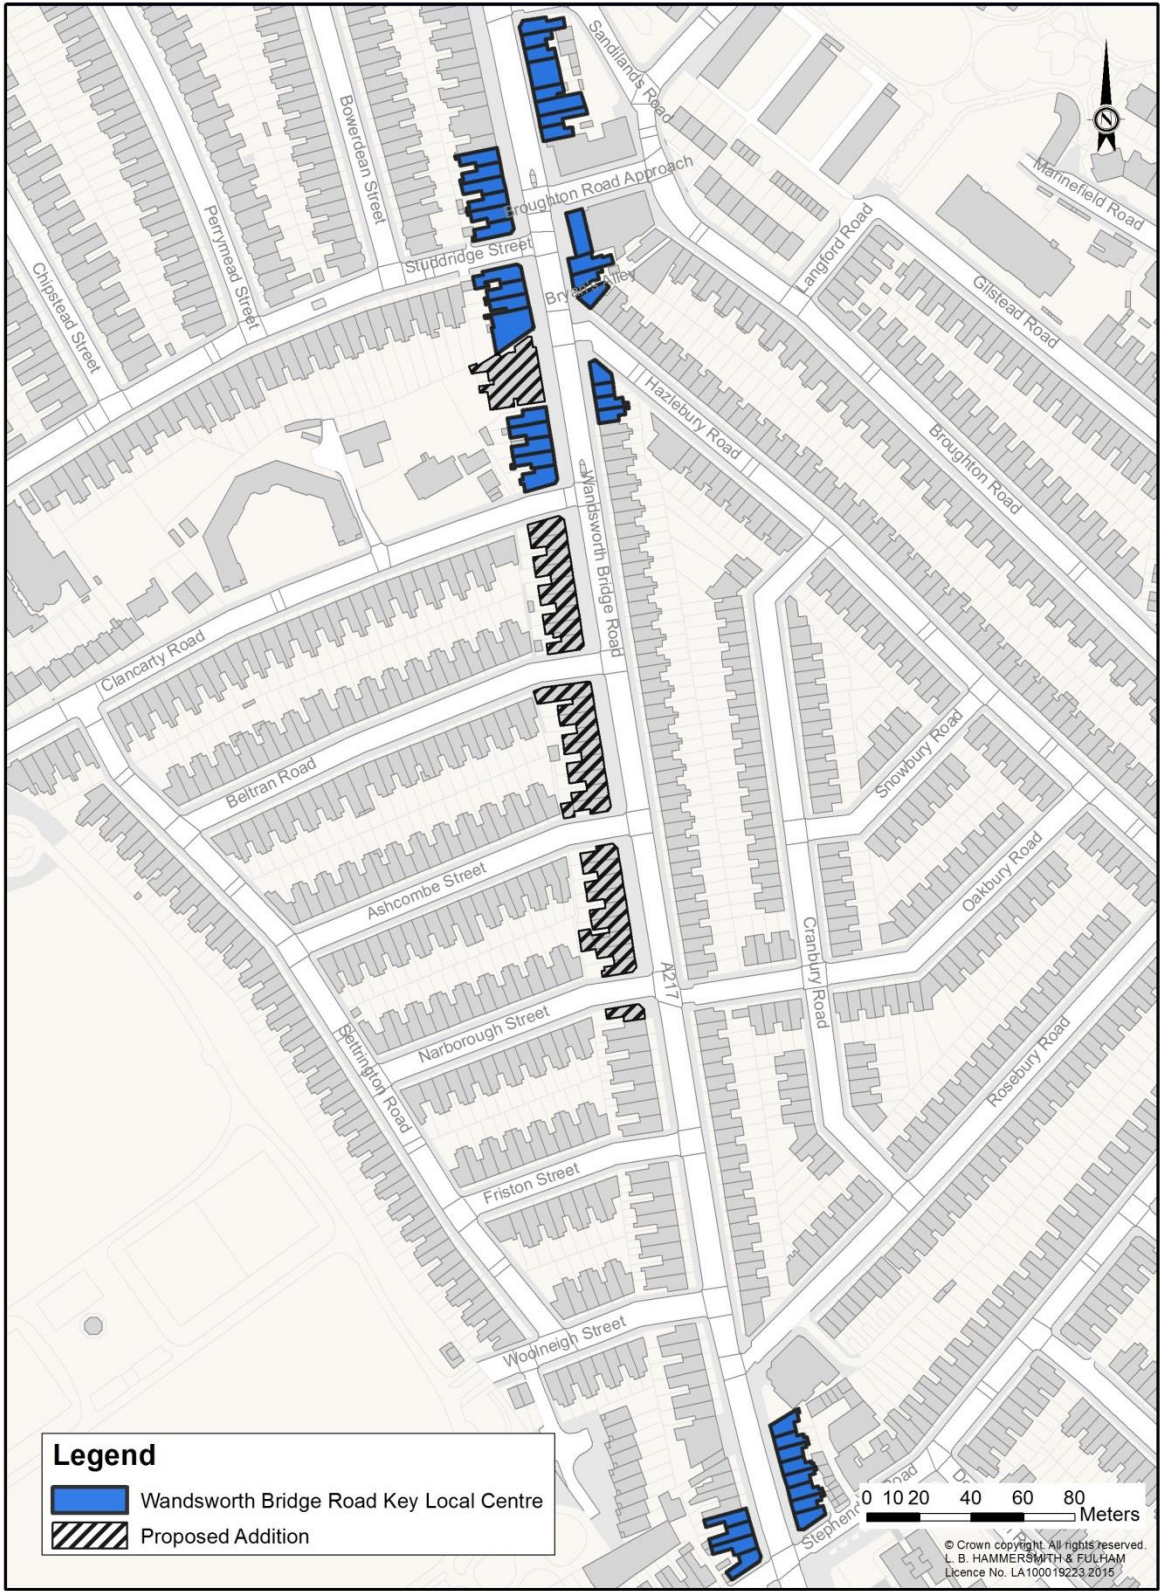 Sandilands Road
Bowerdean Street
Perrymead Street
Chipstead Street
Broughton Road Approach
Marinefield Road
N
Studdridge Street
Langford Road
Gilstead Road
Bryan's Alley
Hazlebury Road
Broughton Road
Wandsworth Bridge Road
Clancarty Road
Beltran Road
Snowbury Road
Ashcombe Street
Oakbury Road
Cranbury Road
A217
Narborough Street
Settrington Road
Rosebury Road
Friston Street
Woolneigh Street
Legend
Wandsworth Bridge Road Key Local Centre
Proposed Addition
0 10 20 40 60 80
Meters
© Crown copyright. All rights reserved.
L. B. HAMMERSMITH & FULHAM
Licence No. LA100019223 2015